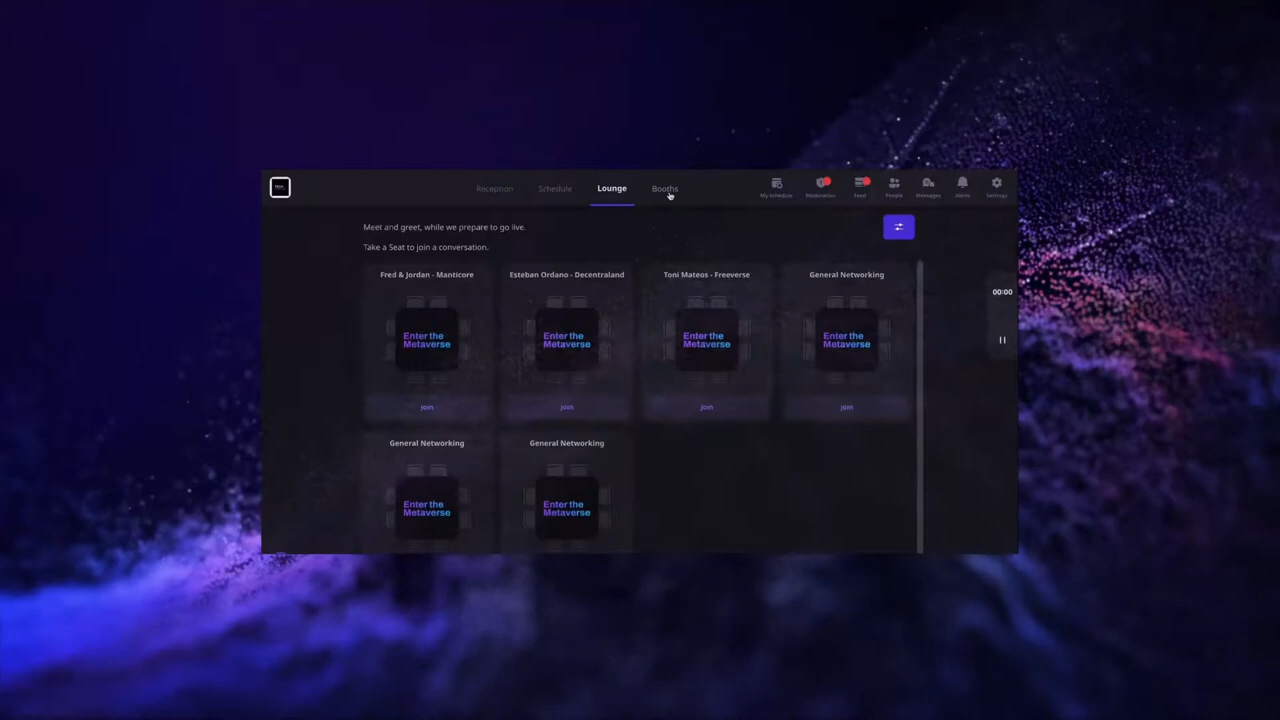 Reception Schedule Lounge Booths
My Schedule Moderation Feed People Messages Alerts Settings
Meet and greet, while we prepare to go live.
Take a Seat to join a conversation.
00:00
Fred & Jordan - Manticore
Enter the
Metaverse
Join
Esteban Ordano - Decentraland
Enter the
Metaverse
Join
Toni Mateos - Freeverse
Enter the
Metaverse
Join
General Networking
Enter the
Metaverse
Join
General Networking
Enter the
Metaverse
General Networking
Enter the
Metaverse